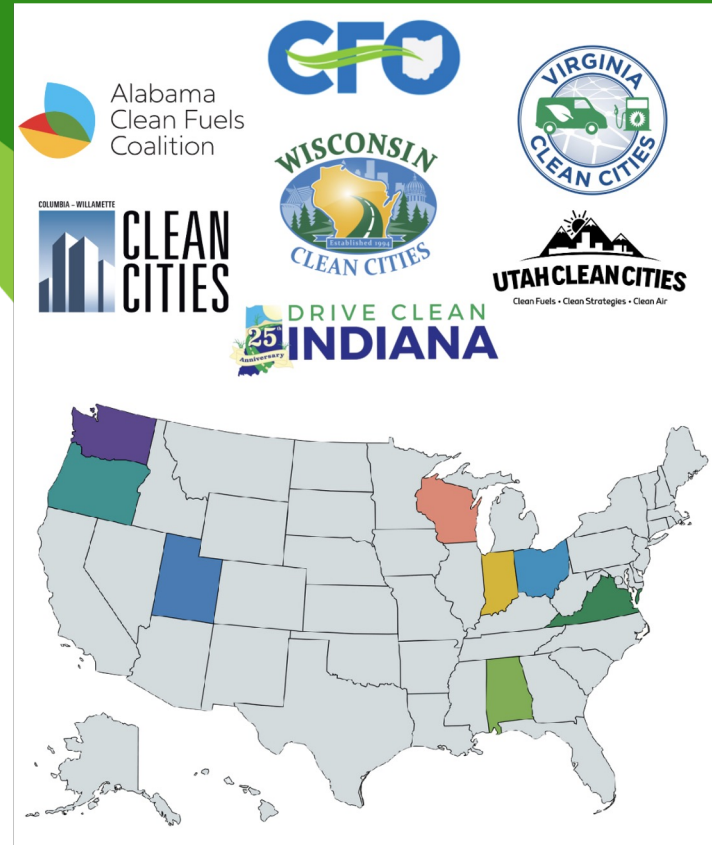 CFO
Alabama
Clean Fuels
Coalition
VIRGINIA
CLEAN CITIES
WISCONSIN
Established 1994
CLEAN CITIES
COLUMBIA - WILLAMETTE
CLEAN
CITIES
UTAH CLEAN CITIES
Clean Fuels • Clean Strategies • Clean Air
25th
Anniversary
DRIVE CLEAN
INDIANA